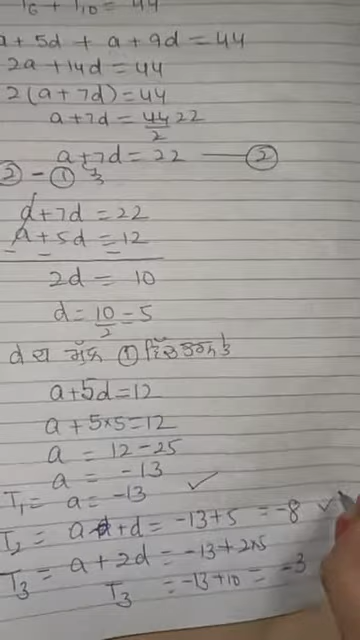 T6 + T10 = 44
a + 5d + a + 9d = 44
2a + 14d = 44
2(a + 7d) = 44
a + 7d = 44/2 22
a + 7d = 22 — ②
② - ①
a + 7d = 22
a + 5d = 12
- - -
2d = 10
d = 10/2 = 5
d ਦਾ ਮੁੱਲ ① ਵਿੱਚ
a + 5d = 12
a + 5×5 = 12
a = 12 - 25
a = -13
T1 = a = -13 ✓
T2 = a + d = -13 + 5 = -8 ✓
T3 = a + 2d = -13 + 2×5
T3 = -13 + 10 = -3